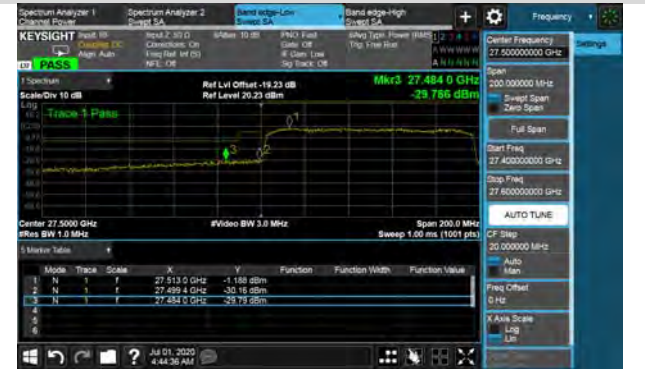 Spectrum Analyzer 1
Channel Power
Spectrum Analyzer 2
Swept SA
Band edge-Low
Swept SA
Band edge-High
Swept SA
+
Frequency
KEYSIGHT
Input: RF
Coupling: DC
Align: Auto
Input Z: 50 Ω
Corrections: On
Freq Ref: Int (S)
NFE: Off
#Atten: 10 dB
PNO: Fast
Gate: Off
IF Gain: Low
Sig Track: Off
#Avg Type: Power (RMS)
Trig: Free Run
PASS
Center Frequency
27.500000000 GHz
Settings
Span
200.000000 MHz
Swept Span
Zero Span
Full Span
Start Freq
27.400000000 GHz
Stop Freq
27.600000000 GHz
AUTO TUNE
CF Step
20.000000 MHz
Auto
Man
Freq Offset
0 Hz
X Axis Scale
Log
Lin
1 Spectrum
Scale/Div 10 dB
Ref Lvl Offset -19.23 dB
Ref Level 20.23 dBm
Mkr3 27.484 0 GHz
-29.786 dBm
Log
Trace 1 Pass
Center 27.5000 GHz
#Res BW 1.0 MHz
#Video BW 3.0 MHz
Span 200.0 MHz
Sweep 1.00 ms (1001 pts)
5 Marker Table
Mode Trace Scale X Y Function Function Width Function Value
1 N 1 f 27.513 0 GHz -1.188 dBm
2 N 1 f 27.499 4 GHz -30.16 dBm
3 N 1 f 27.484 0 GHz -29.79 dBm
4
5
6
? Jul 01, 2020
4:44:36 AM